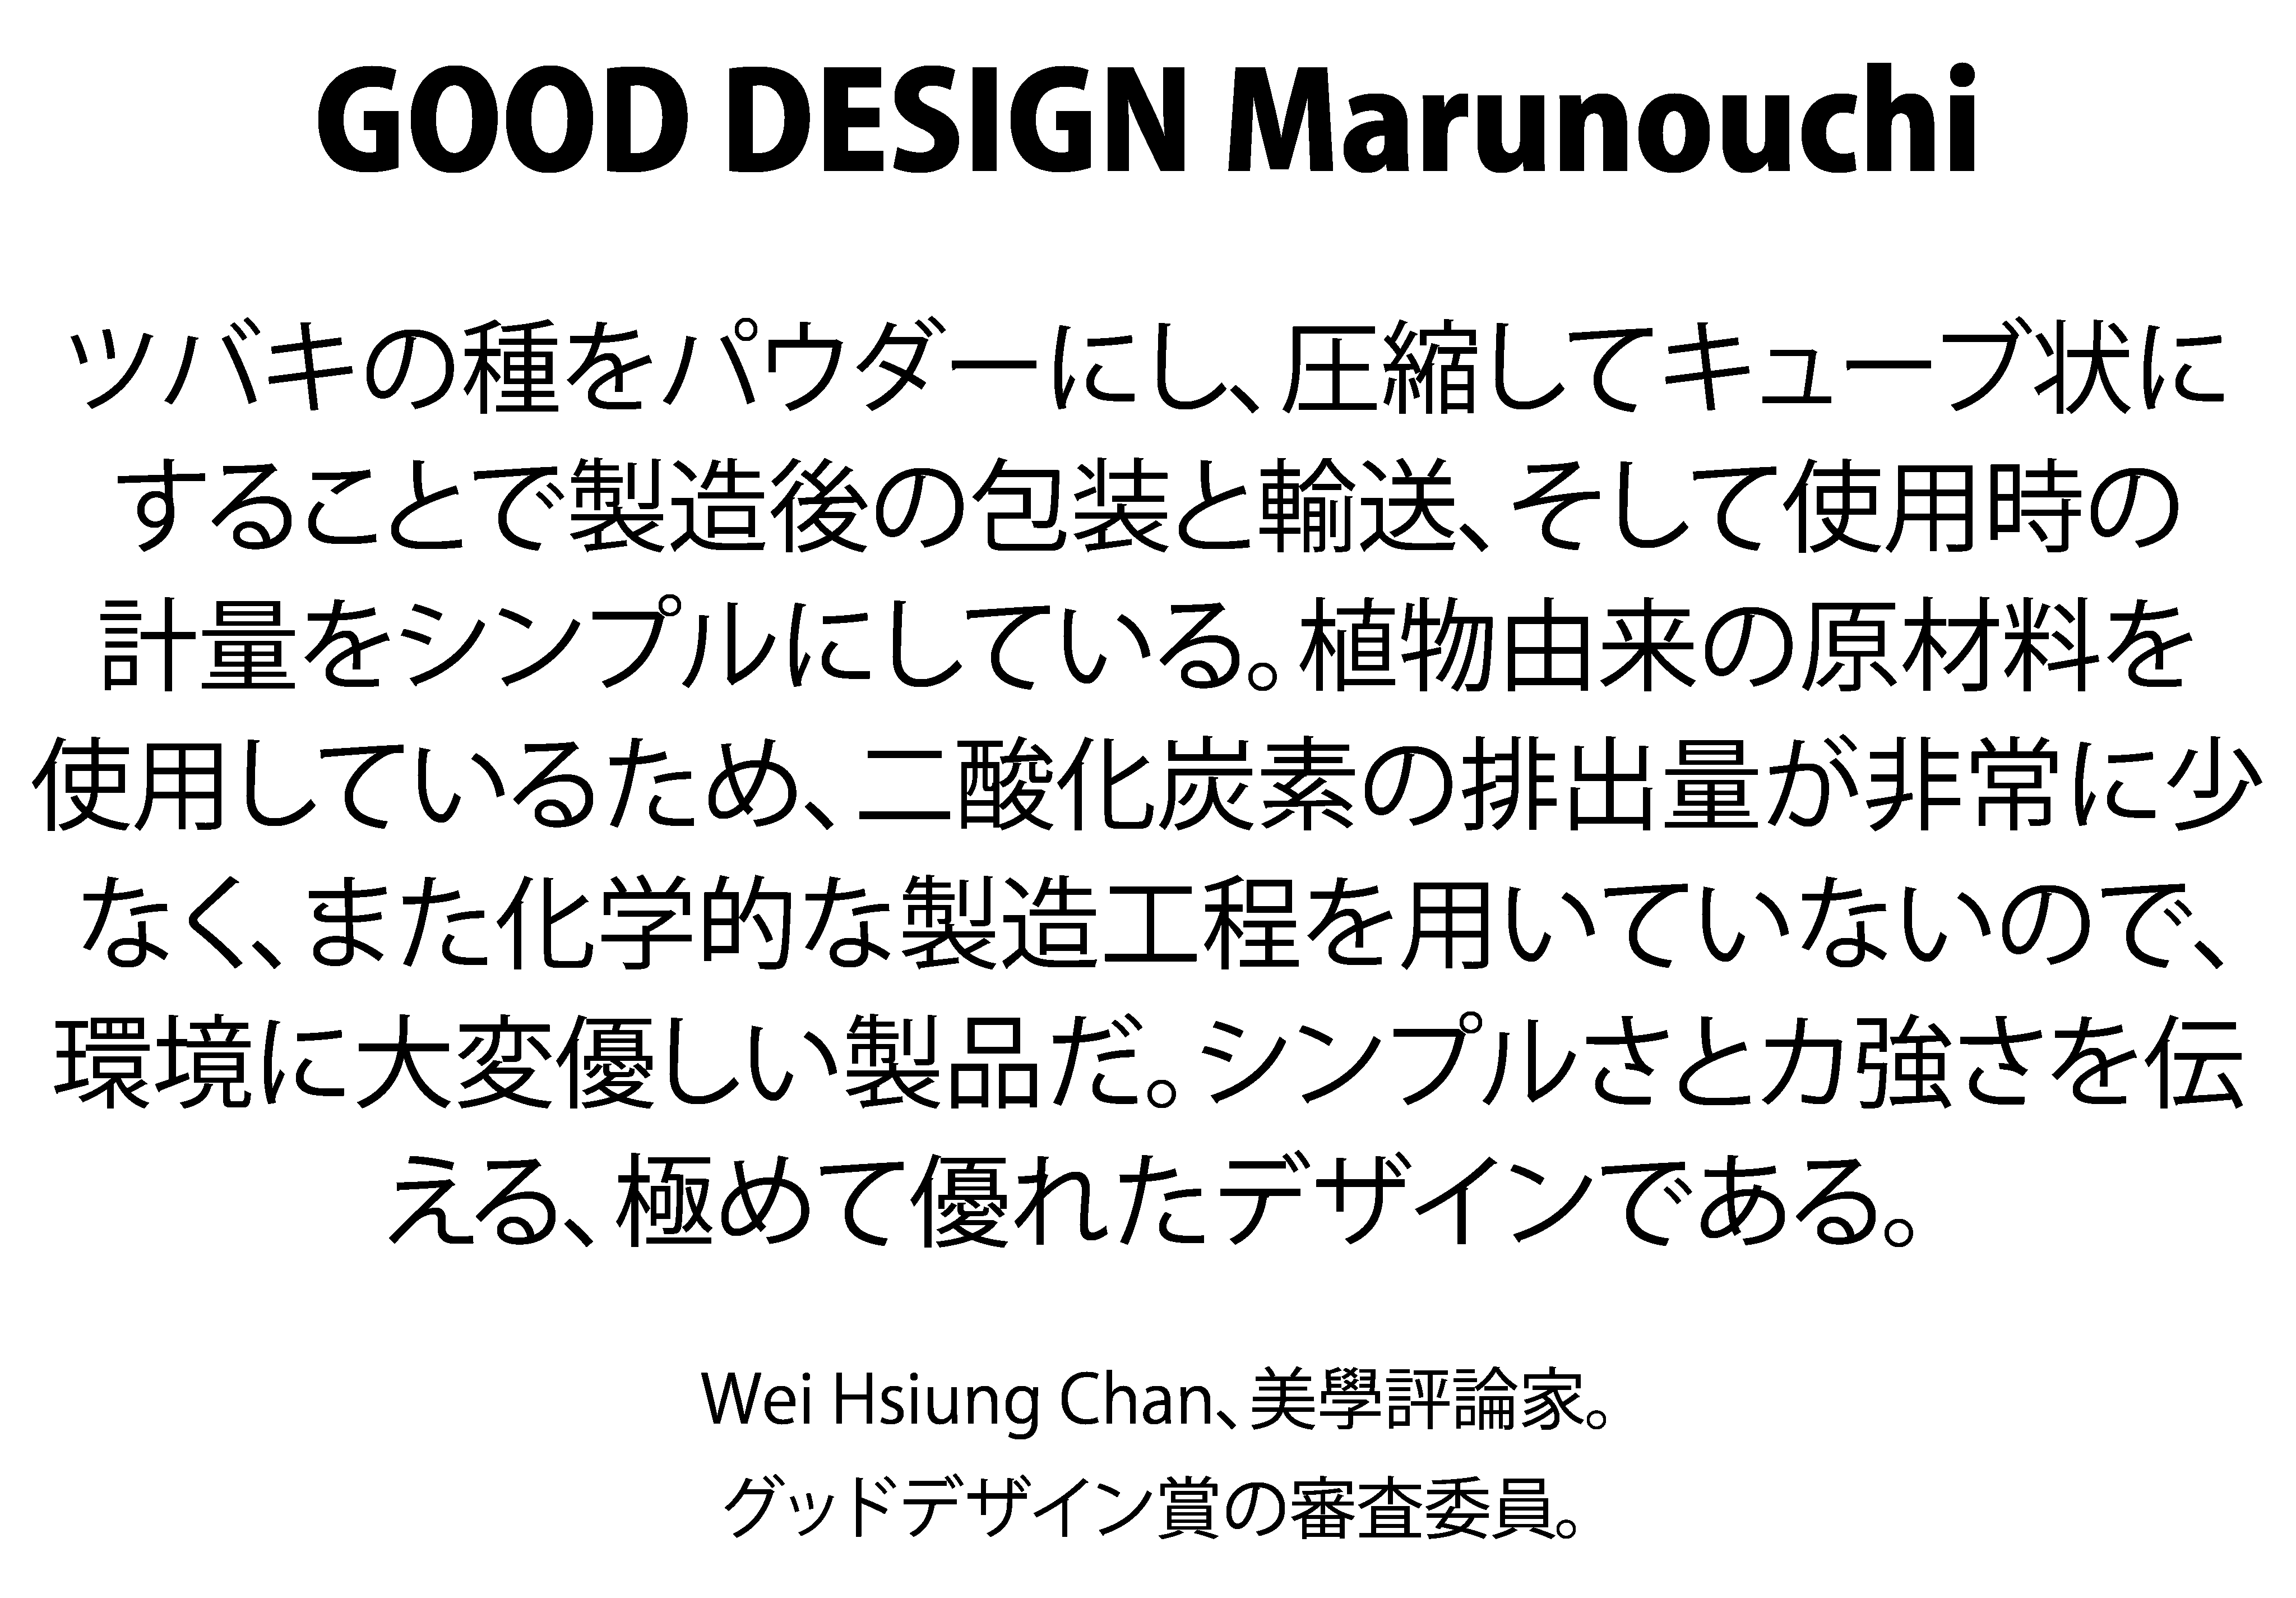 GOOD DESIGN Marunouchi
ツバキの種をパウダーにし、圧縮してキューブ状に
することで製造後の包装と輸送、そして使用時の
計量をシンプルにしている。植物由来の原材料を
使用しているため、二酸化炭素の排出量が非常に少
なく、また化学的な製造工程を用いていないので、
環境に大変優しい製品だ。シンプルさと力強さを伝
える、極めて優れたデザインである。
Wei Hsiung Chan、美學評論家。
グッドデザイン賞の審査委員。